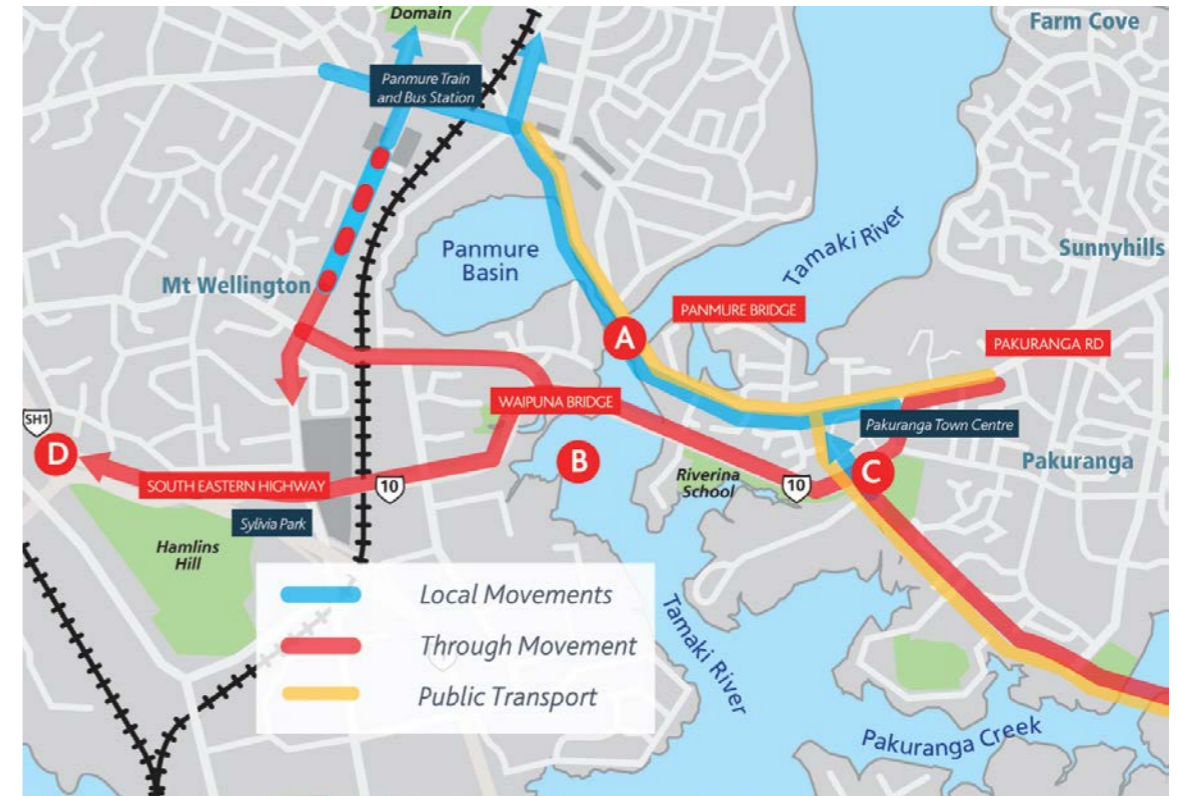 Domain
Farm Cove
Panmure Train
and Bus Station
Tamaki River
Panmure
Basin
Sunnyhills
Mt Wellington
PANMURE BRIDGE
A
PAKURANGA RD
WAIPUNA BRIDGE
SH1
Pakuranga Town Centre
D
B
C
Pakuranga
Riverina
School
SOUTH EASTERN HIGHWAY
10
10
Sylivia Park
Hamlins
Hill
Local Movements
Through Movement
Public Transport
Tamaki River
Pakuranga Creek